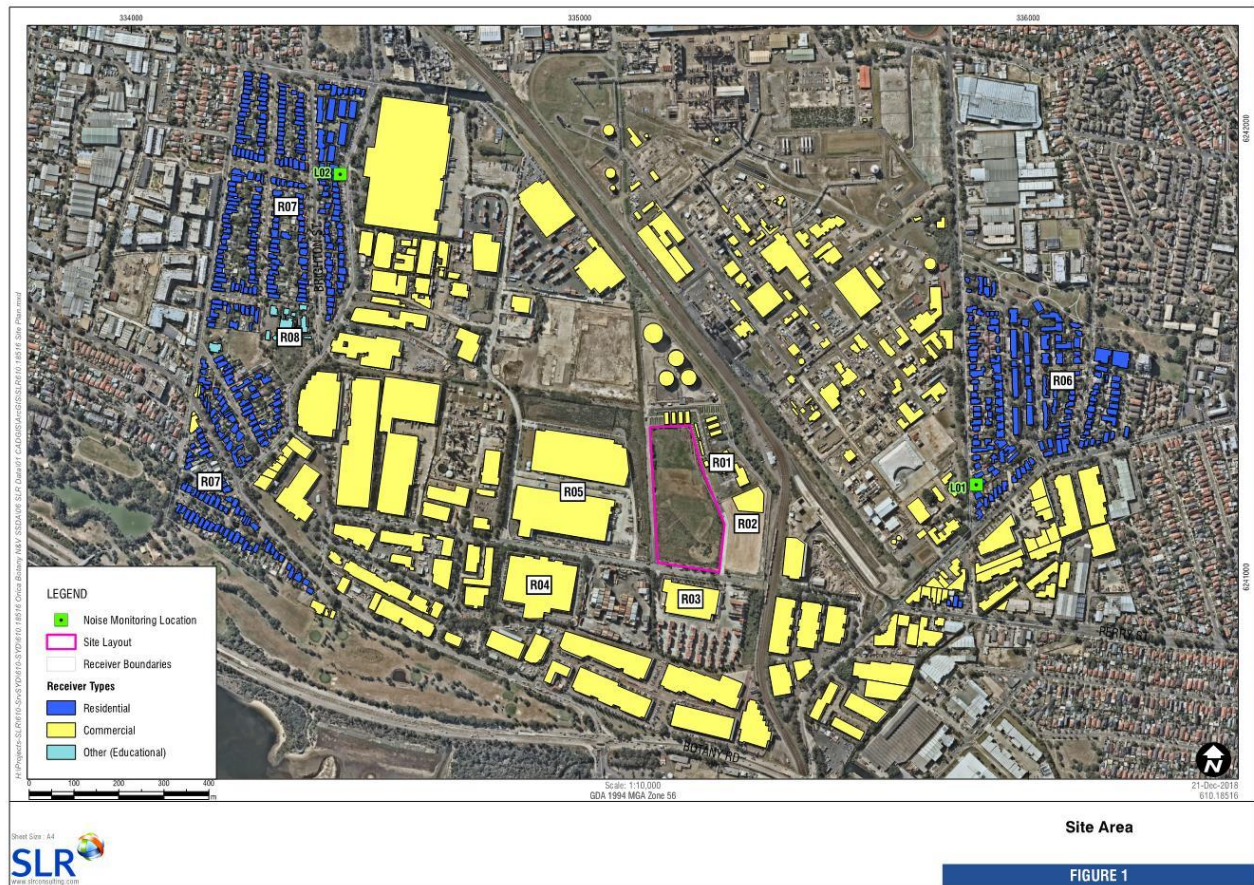 334000
335000
336000
6242000
6241000
L02
R07
R08
R07
R06
L01
R01
R02
R05
R04
R03
PERRY ST
BOTANY RD
LEGEND
Noise Monitoring Location
Site Layout
Receiver Boundaries
Receiver Types
Residential
Commercial
Other (Educational)
0 100 200 300 400
m
Scale: 1:10,000
GDA 1994 MGA Zone 56
N
21-Dec-2018
610.18516
Site Area
Sheet Size : A4
SLR
www.slrconsulting.com
FIGURE 1